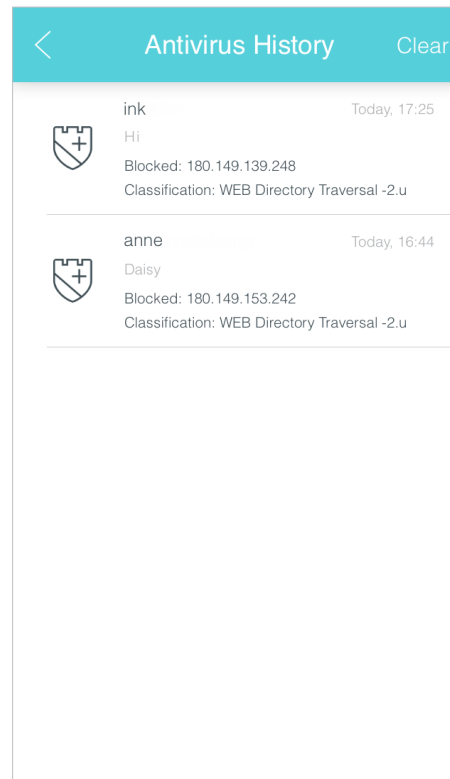 Antivirus History
Clear
ink
Today, 17:25
Hi
Blocked: 180.149.139.248
Classification: WEB Directory Traversal -2.u
anne
Today, 16:44
Daisy
Blocked: 180.149.153.242
Classification: WEB Directory Traversal -2.u